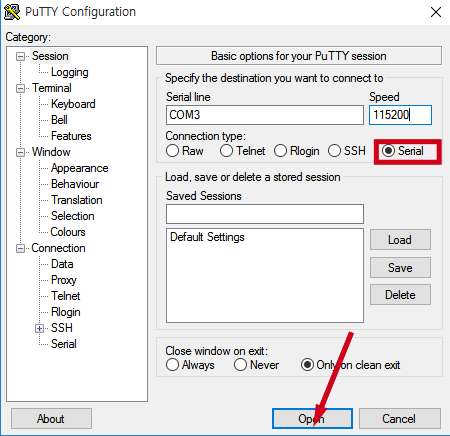 PuTTY Configuration
Category:
Session
Logging
Terminal
Keyboard
Bell
Features
Window
Appearance
Behaviour
Translation
Selection
Colours
Connection
Data
Proxy
Telnet
Rlogin
SSH
Serial
Basic options for your PuTTY session
Specify the destination you want to connect to
Serial line Speed
COM3 115200
Connection type:
Raw Telnet Rlogin SSH Serial
Load, save or delete a stored session
Saved Sessions
Default Settings
Load
Save
Delete
Close window on exit:
Always Never Only on clean exit
About Open Cancel